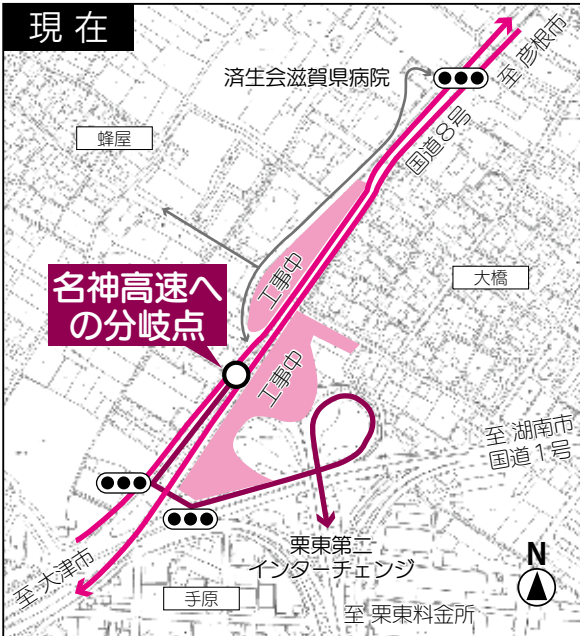 現在
済生会滋賀県病院
至 彦根市
国道8号
蜂屋
工事中
大橋
名神高速へ
の分岐点
工事中
至 湖南市
国道1号
栗東第二
インターチェンジ
至 大津市
手原
至 栗東料金所
N